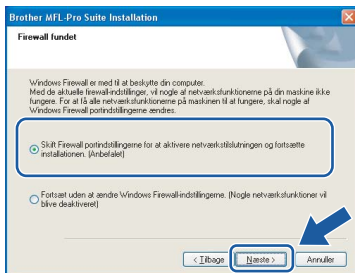 Brother MFL-Pro Suite Installation
Firewall fundet
Windows Firewall er med til at beskytte din computer.
Med de aktuelle firewall-indstillinger, vil nogle af netværksfunktionerne på din maskine ikke
fungere. For at få alle netværksfunktionerne på maskinen til at fungere, skal nogle af
Windows Firewall portindstillingerne ændres.
Skift Firewall portindstillingerne for at aktivere netværkstilslutningen og fortsætte
installationen. (Anbefalet)
Fortsæt uden at ændre Windows Firewall-indstillingerne. (Nogle netværksfunktioner vil
blive deaktiveret)
< Tilbage
Næste >
Annuller